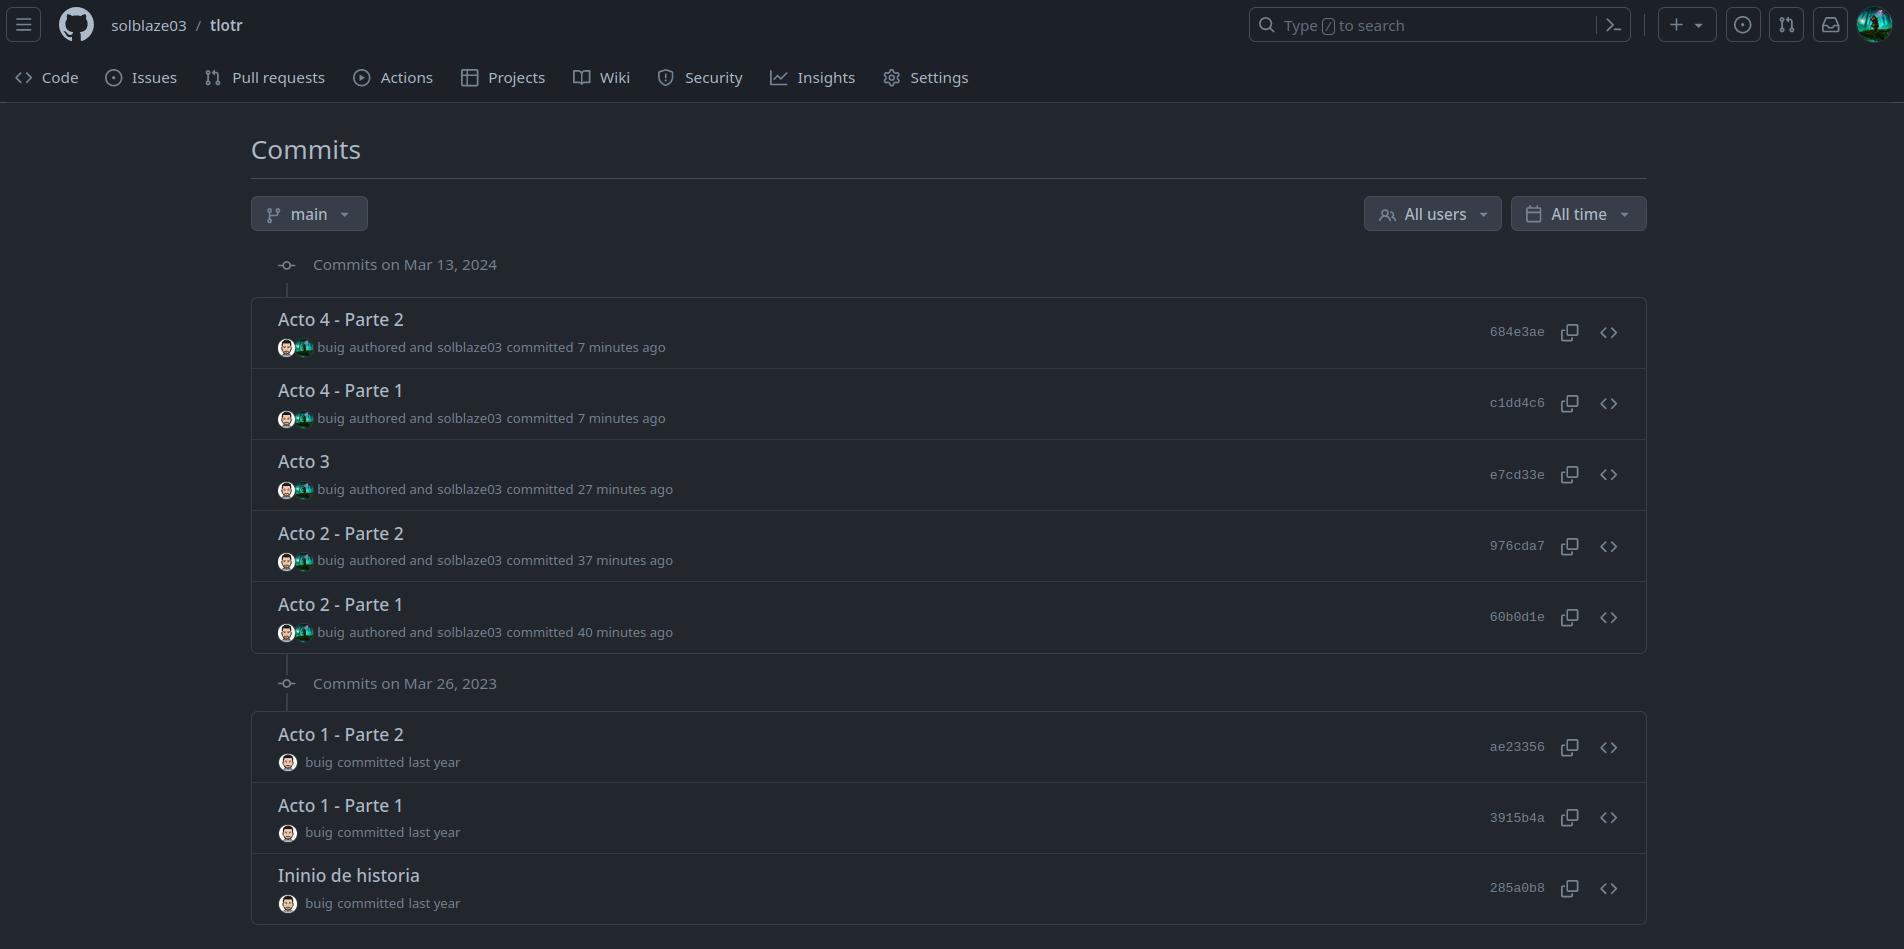 solblaze03 / tlotr
Type / to search
Code Issues Pull requests Actions Projects Wiki Security Insights Settings
Commits
main All users All time
Commits on Mar 13, 2024
Acto 4 - Parte 2
buig authored and solblaze03 committed 7 minutes ago
684e3ae
Acto 4 - Parte 1
buig authored and solblaze03 committed 7 minutes ago
c1dd4c6
Acto 3
buig authored and solblaze03 committed 27 minutes ago
e7cd33e
Acto 2 - Parte 2
buig authored and solblaze03 committed 37 minutes ago
976cda7
Acto 2 - Parte 1
buig authored and solblaze03 committed 40 minutes ago
60b0d1e
Commits on Mar 26, 2023
Acto 1 - Parte 2
buig committed last year
ae23356
Acto 1 - Parte 1
buig committed last year
3915b4a
Ininio de historia
buig committed last year
285a0b8